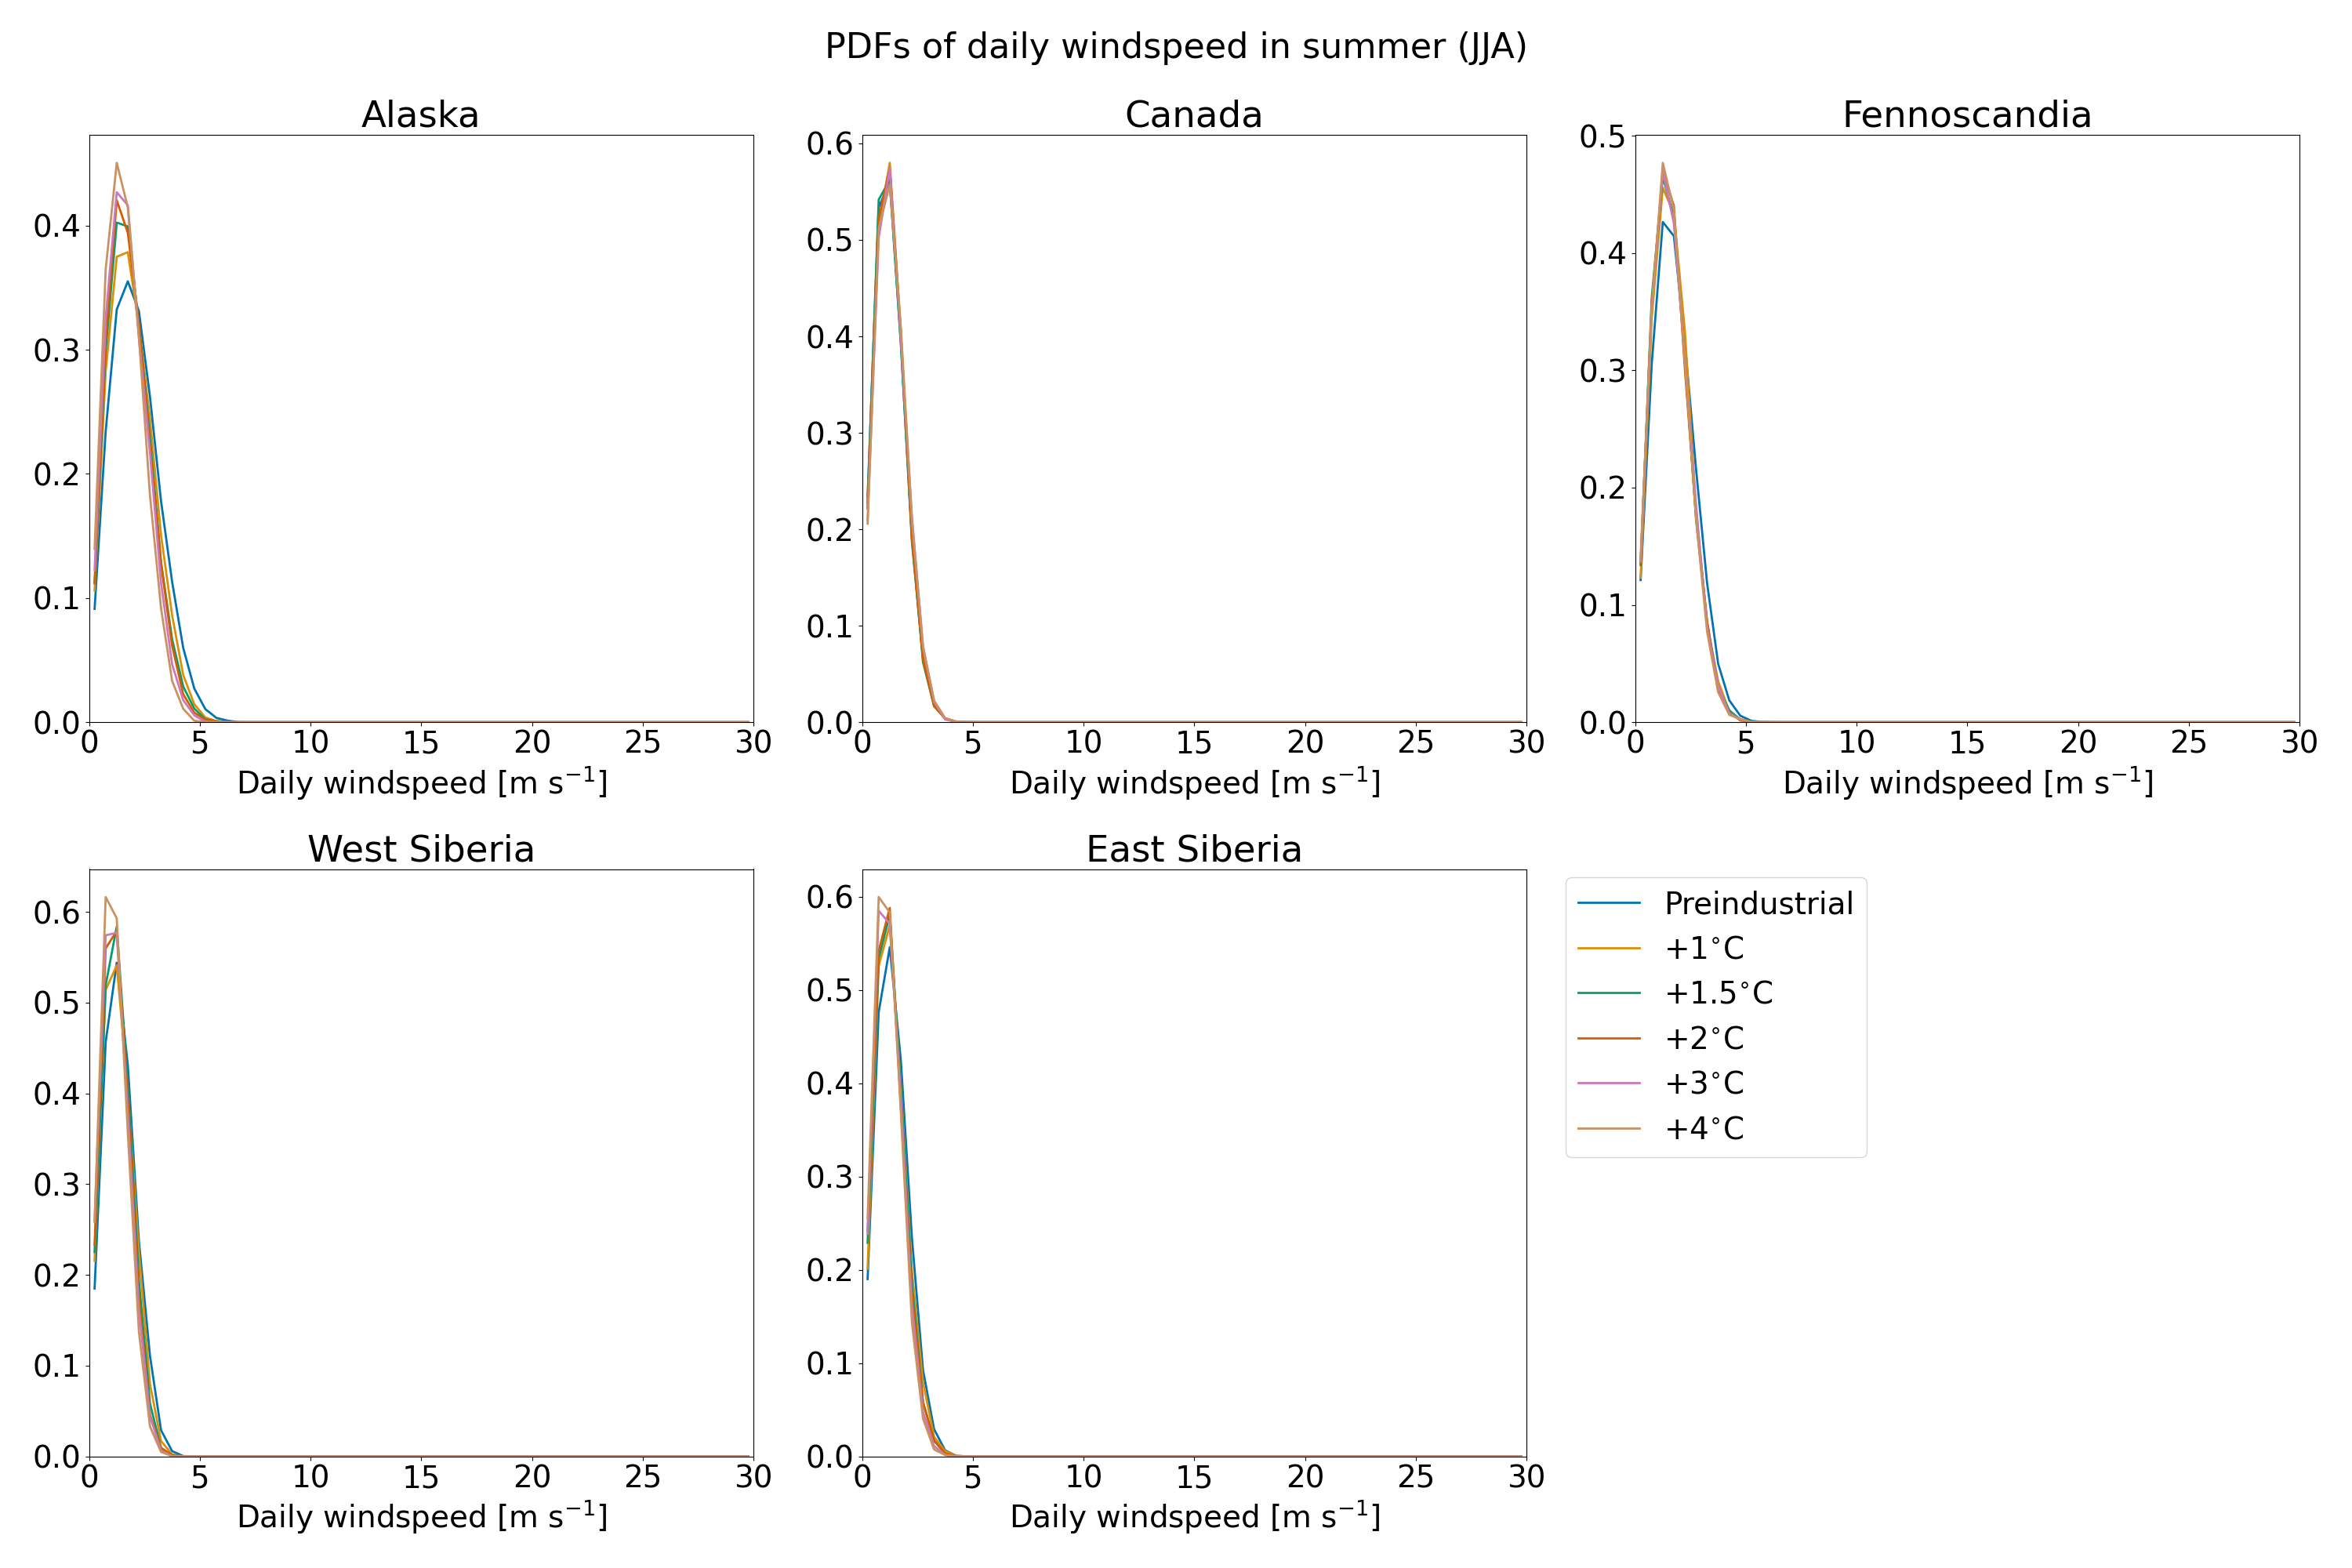 PDFs of daily windspeed in summer (JJA)
Alaska
0.4
0.3
0.2
0.1
0.0
0 5 10 15 20 25 30
Daily windspeed [m s⁻¹]
Canada
0.6
0.5
0.4
0.3
0.2
0.1
0.0
0 5 10 15 20 25 30
Daily windspeed [m s⁻¹]
Fennoscandia
0.5
0.4
0.3
0.2
0.1
0.0
0 5 10 15 20 25 30
Daily windspeed [m s⁻¹]
West Siberia
0.6
0.5
0.4
0.3
0.2
0.1
0.0
0 5 10 15 20 25 30
Daily windspeed [m s⁻¹]
East Siberia
0.6
0.5
0.4
0.3
0.2
0.1
0.0
0 5 10 15 20 25 30
Daily windspeed [m s⁻¹]
Preindustrial
+1°C
+1.5°C
+2°C
+3°C
+4°C